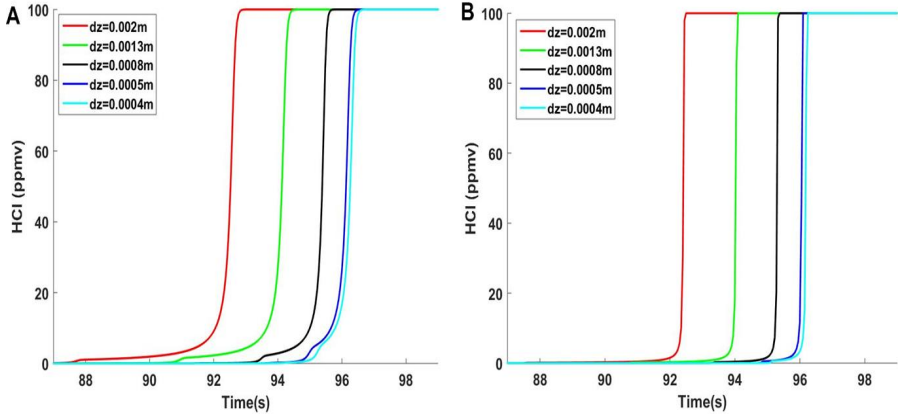 A
100
80
60
40
20
0
HCl (ppmv)
dz=0.002m
dz=0.0013m
dz=0.0008m
dz=0.0005m
dz=0.0004m
88 90 92 94 96 98
Time(s)
B
100
80
60
40
20
0
HCl (ppmv)
dz=0.002m
dz=0.0013m
dz=0.0008m
dz=0.0005m
dz=0.0004m
88 90 92 94 96 98
Time(s)